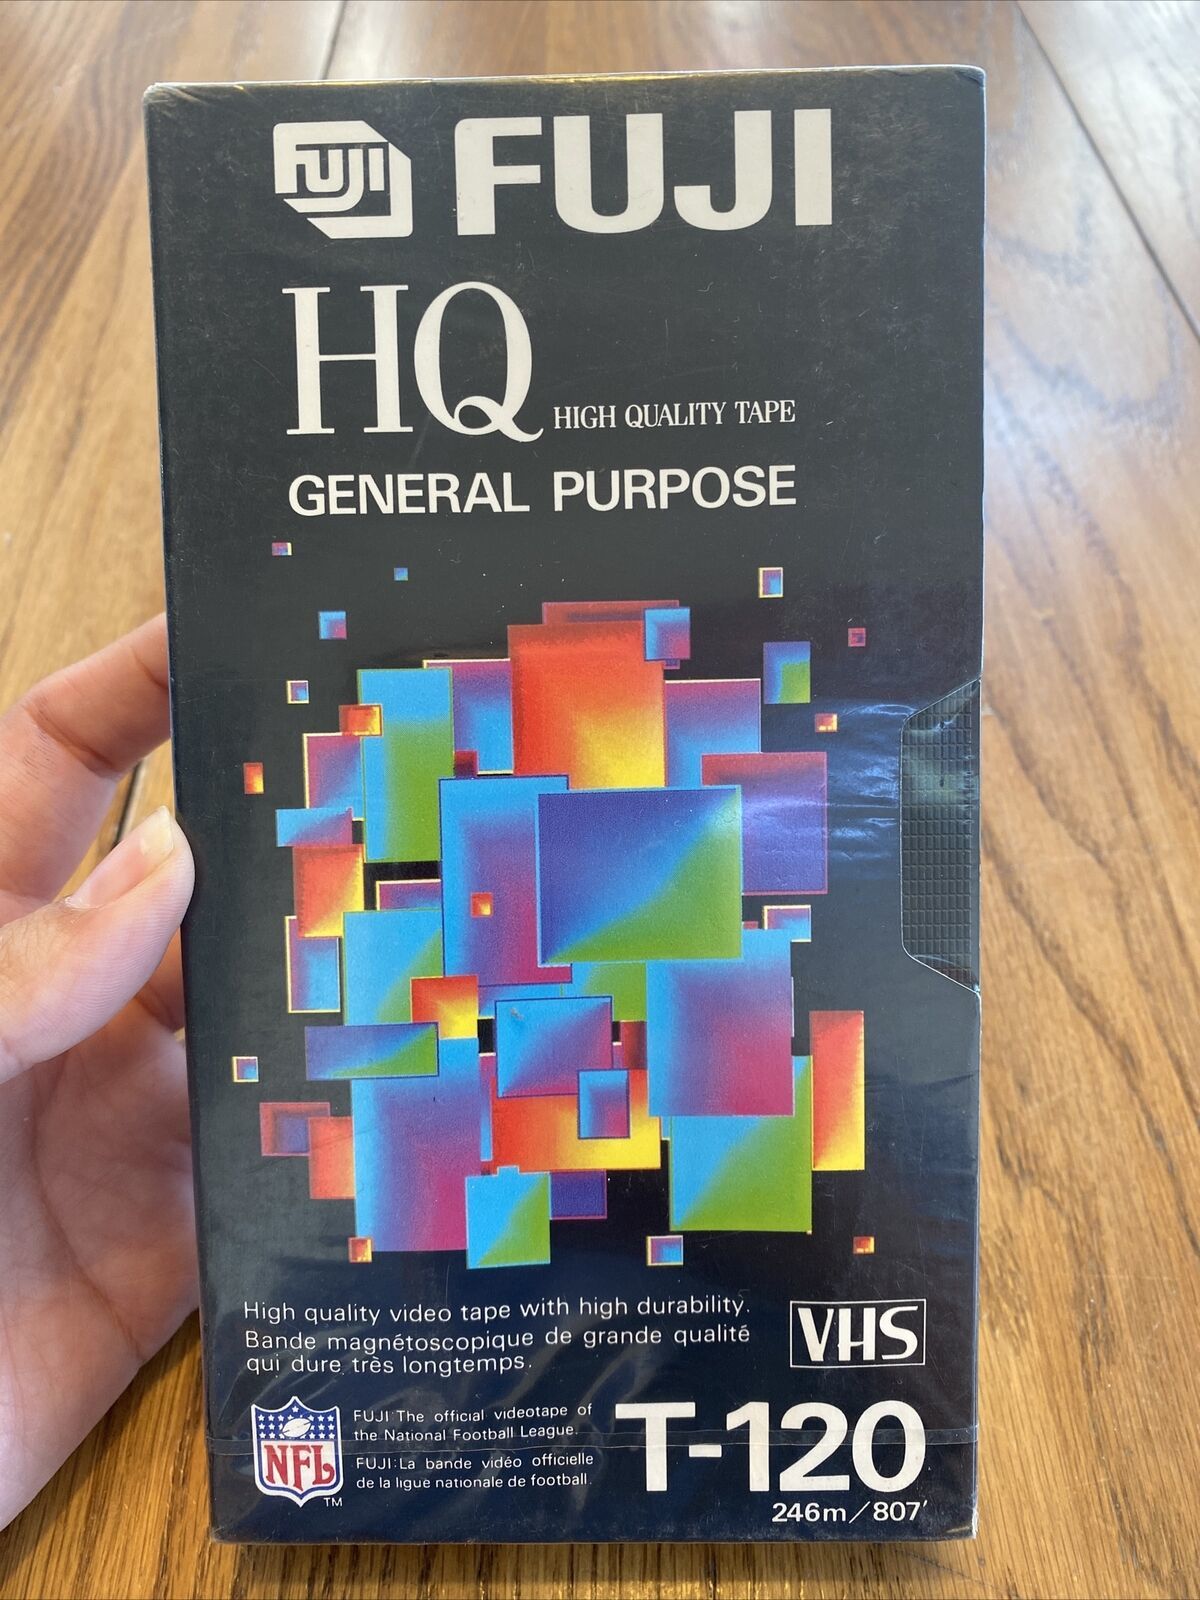 FUJI FUJI
HQ HIGH QUALITY TAPE
GENERAL PURPOSE
High quality video tape with high durability.
Bande magnétoscopique de grande qualité
qui dure très longtemps.
VHS
NFL
TM
FUJI: The official videotape of
the National Football League.
FUJI: La bande vidéo officielle
de la ligue nationale de football.
T-120
246m/807'